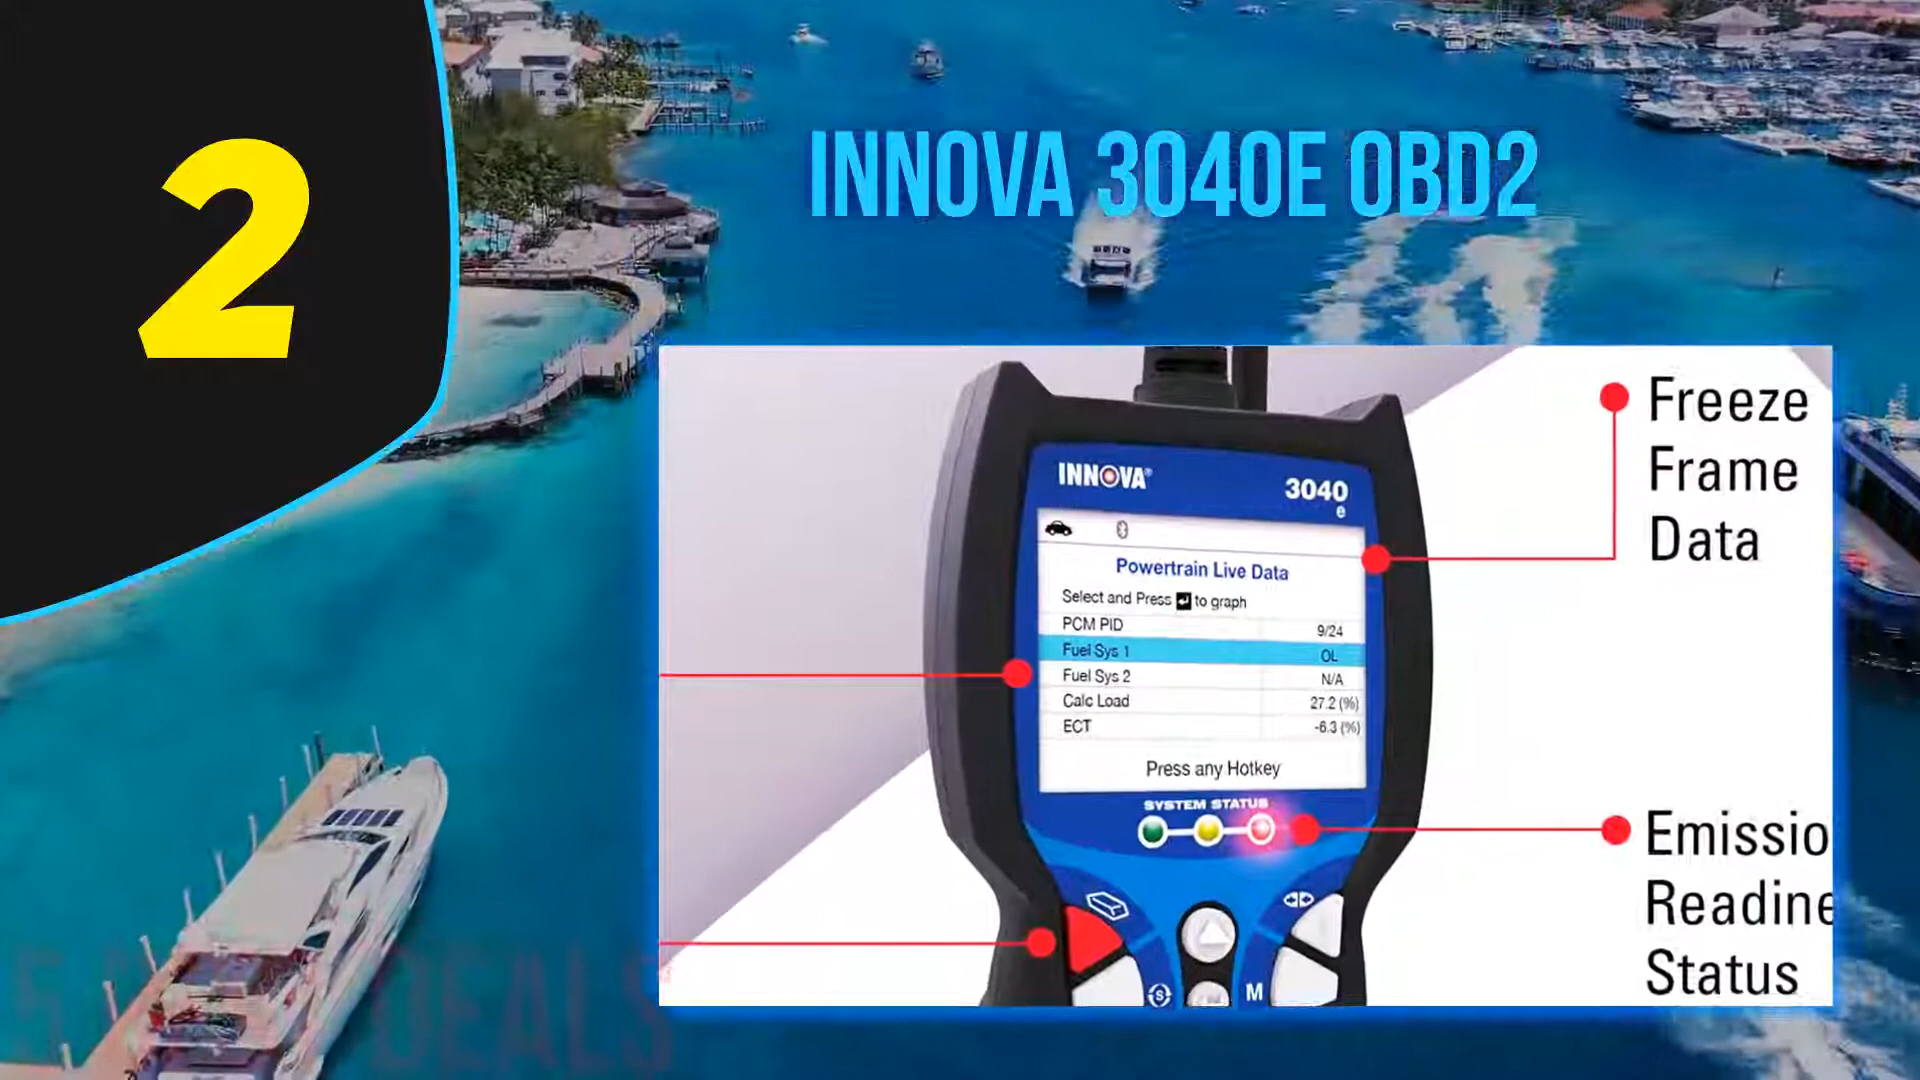 2
INNOVA 3040E OBD2
INNOVA®
3040
e
Powertrain Live Data
Select and Press to graph
PCM PID 9/24
Fuel Sys 1 OL
Fuel Sys 2 N/A
Calc Load 27.2 (%)
ECT -6.3 (%)
Press any Hotkey
SYSTEM STATUS
S
M
Freeze
Frame
Data
Emissio
Readine
Status
DEALS